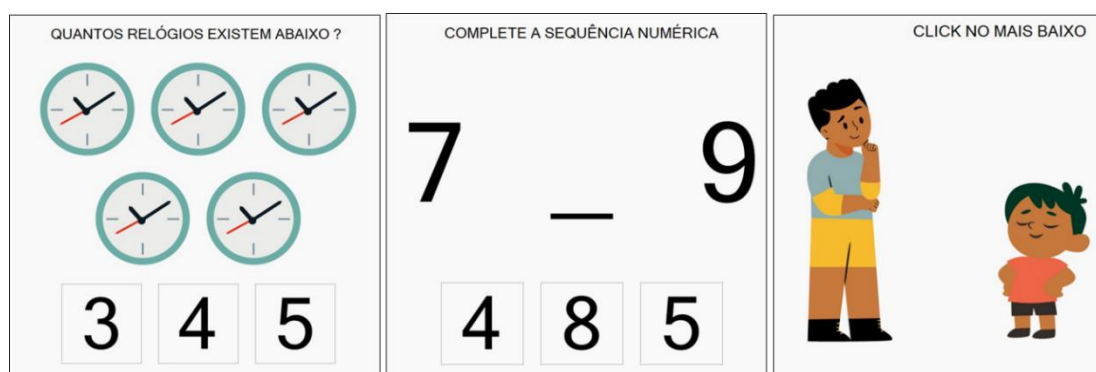 QUANTOS RELÓGIOS EXISTEM ABAIXO ?
3 4 5
COMPLETE A SEQUÊNCIA NUMÉRICA
7 _ 9
4 8 5
CLICK NO MAIS BAIXO